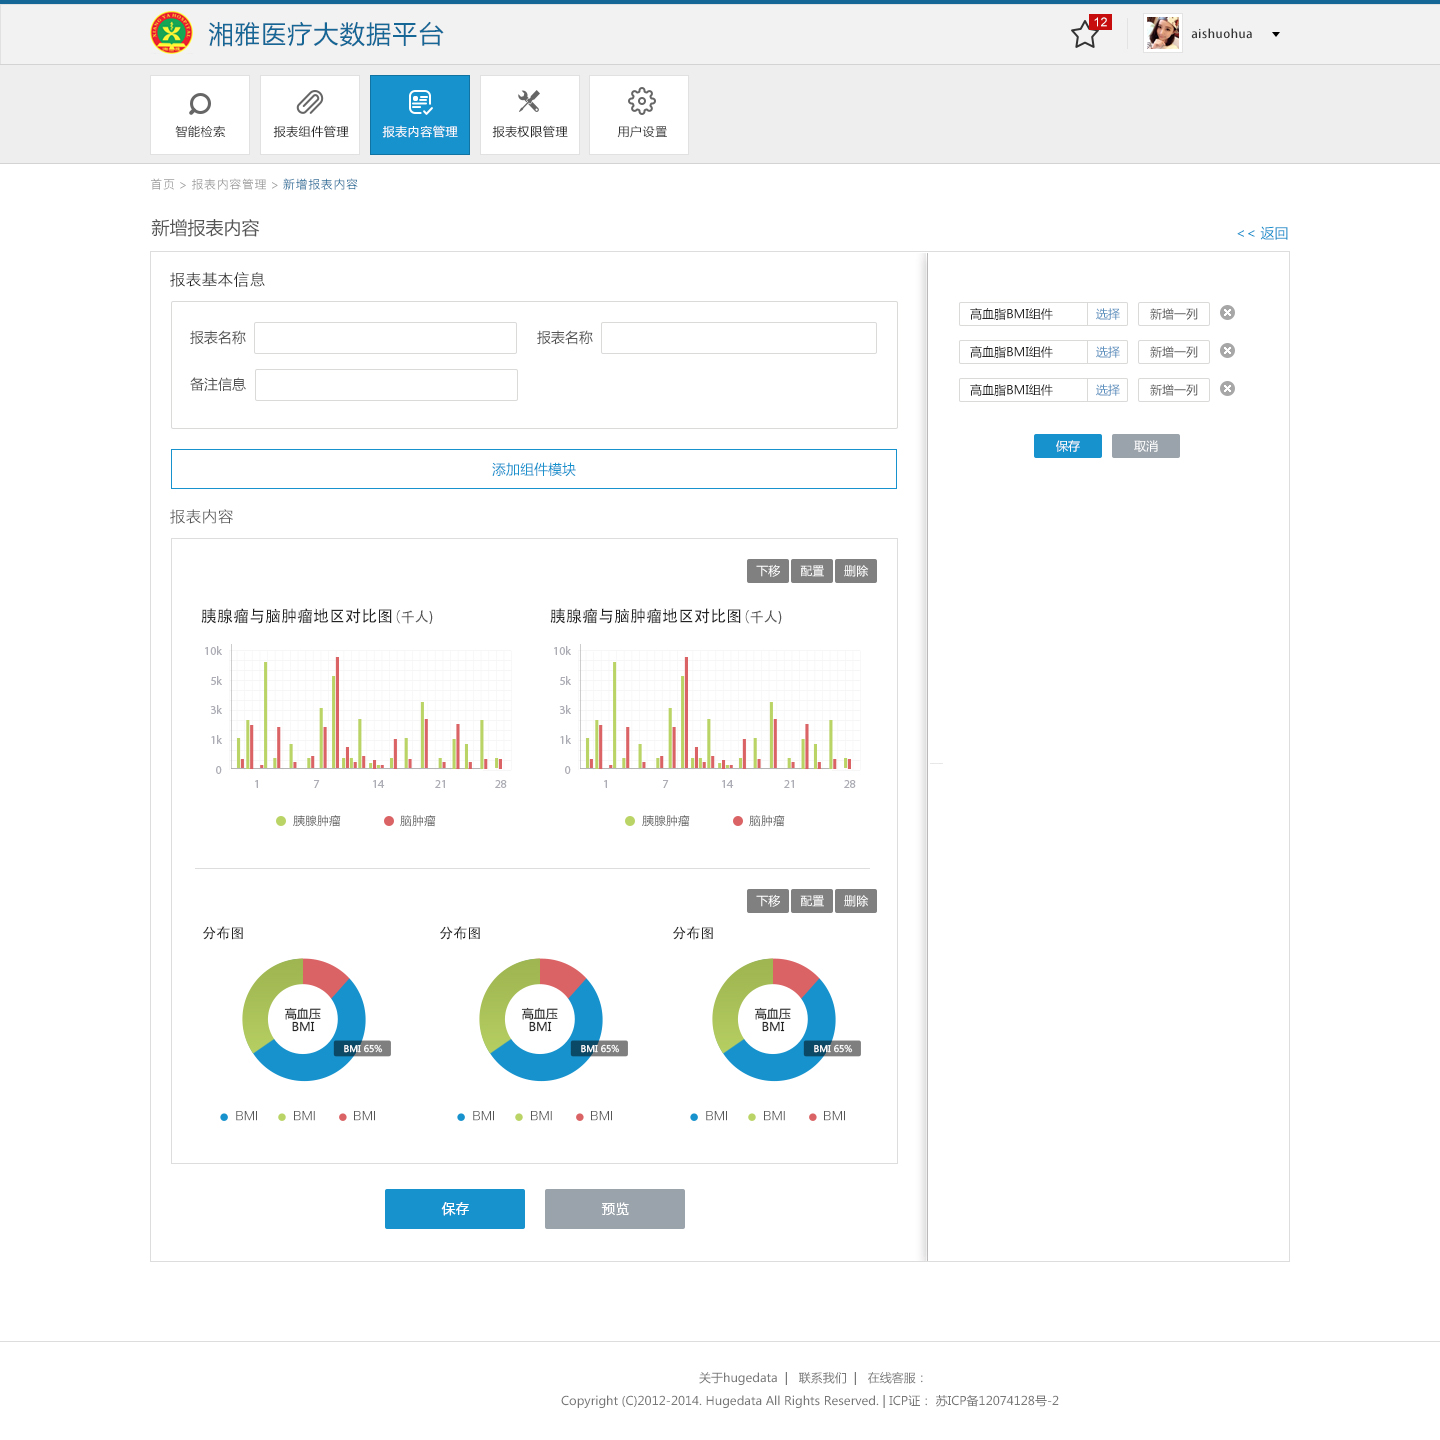 湘雅医疗大数据平台
12
aishuohua
智能检索
报表组件管理
报表内容管理
报表权限管理
用户设置
首页 > 报表内容管理 > 新增报表内容
新增报表内容
<< 返回
报表基本信息
报表名称
报表名称
备注信息
添加组件模块
报表内容
下移
配置
删除
胰腺瘤与脑肿瘤地区对比图(千人)
10k
5k
3k
1k
0
1
7
14
21
28
胰腺肿瘤
脑肿瘤
胰腺瘤与脑肿瘤地区对比图(千人)
10k
5k
3k
1k
0
1
7
14
21
28
胰腺肿瘤
脑肿瘤
下移
配置
删除
分布图
高血压
BMI
BMI 65%
BMI
BMI
BMI
分布图
高血压
BMI
BMI 65%
BMI
BMI
BMI
分布图
高血压
BMI
BMI 65%
BMI
BMI
BMI
保存
预览
高血脂BMI组件
选择
新增一列
高血脂BMI组件
选择
新增一列
高血脂BMI组件
选择
新增一列
保存
取消
关于hugedata | 联系我们 | 在线客服：
Copyright (C)2012-2014. Hugedata All Rights Reserved. | ICP证： 苏ICP备12074128号-2